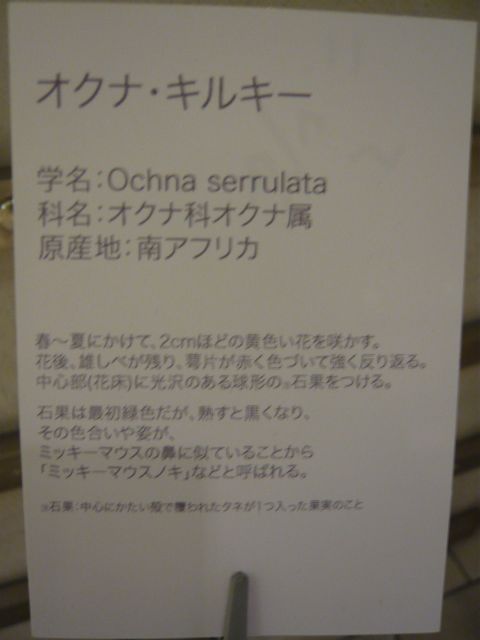 オクナ・キルキー
学名:Ochna serrulata
科名:オクナ科オクナ属
原産地:南アフリカ
春～夏にかけて、2cmほどの黄色い花を咲かす。
花後、雄しべが残り、萼片が赤く色づいて強く反り返る。
中心部(花床)に光沢のある球形の※石果をつける。
石果は最初緑色だが、熟すと黒くなり、
その色合いや姿が、
ミッキーマウスの鼻に似ていることから
「ミッキーマウスノキ」などと呼ばれる。
※石果:中心にかたい殻で覆われたタネが1つ入った果実のこと